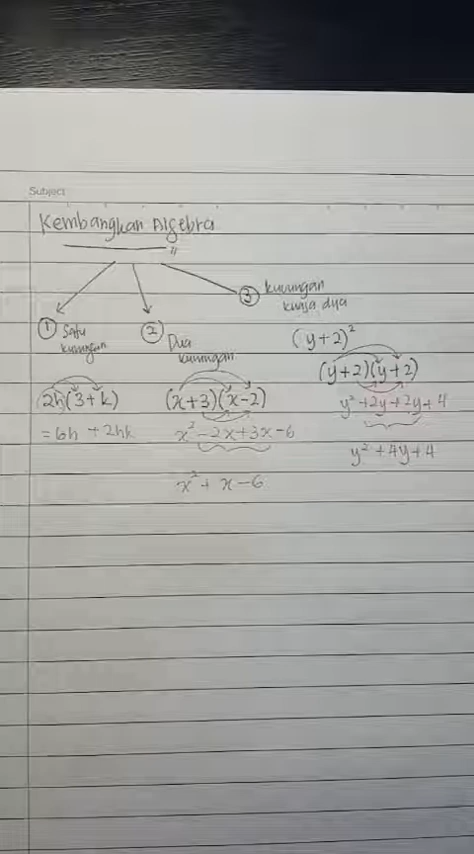 Subject
Kembangkan Algebra
① Satu
kurungan
2h(3+k)
= 6h + 2hk
② Dua
kurungan
(x+3)(x-2)
x² - 2x + 3x - 6
x² + x - 6
③ kurungan
kuasa dua
(y+2)²
(y+2)(y+2)
y² + 2y + 2y + 4
y² + 4y + 4